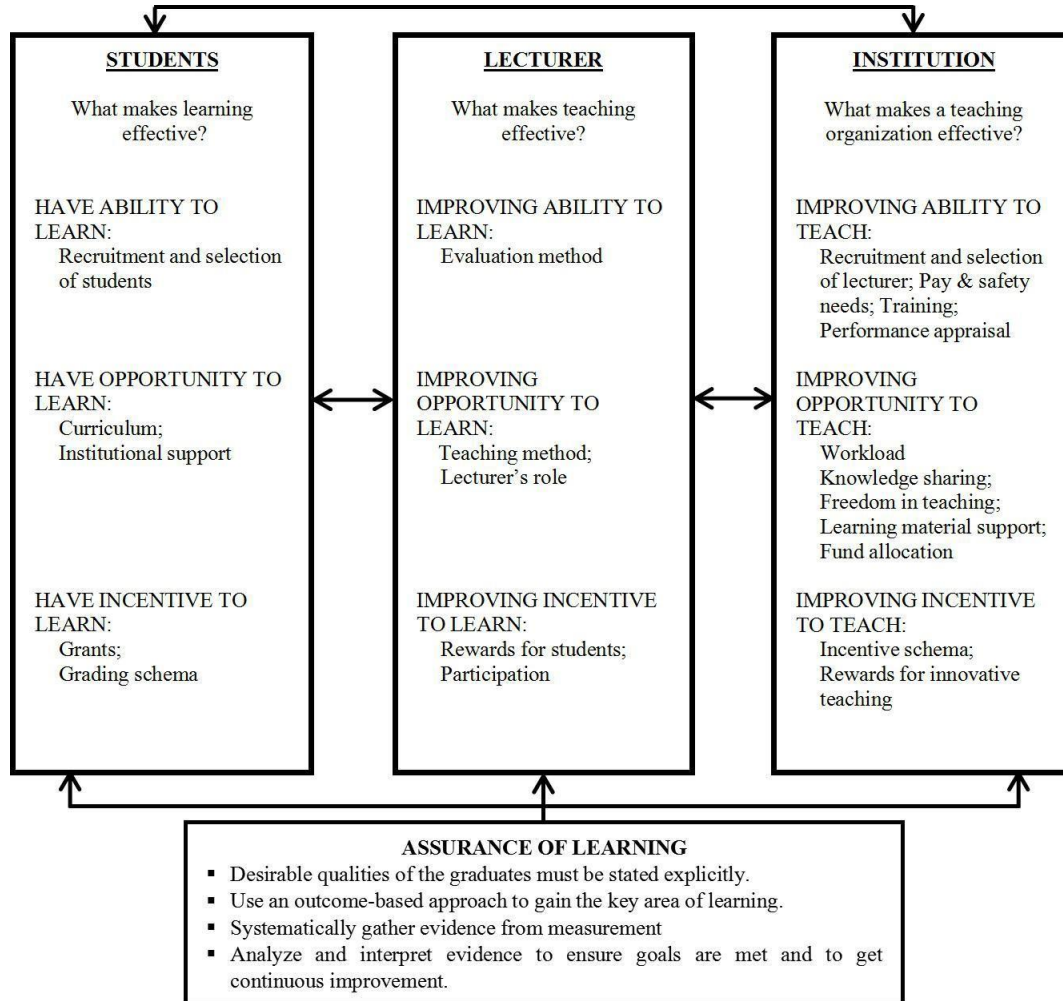 STUDENTS
What makes learning
effective?
HAVE ABILITY TO
LEARN:
Recruitment and selection
of students
HAVE OPPORTUNITY TO
LEARN:
Curriculum;
Institutional support
HAVE INCENTIVE TO
LEARN:
Grants;
Grading schema
LECTURER
What makes teaching
effective?
IMPROVING ABILITY TO
LEARN:
Evaluation method
IMPROVING
OPPORTUNITY TO
LEARN:
Teaching method;
Lecturer’s role
IMPROVING INCENTIVE
TO LEARN:
Rewards for students;
Participation
INSTITUTION
What makes a teaching
organization effective?
IMPROVING ABILITY TO
TEACH:
Recruitment and selection
of lecturer; Pay & safety
needs; Training;
Performance appraisal
IMPROVING
OPPORTUNITY TO
TEACH:
Workload
Knowledge sharing;
Freedom in teaching;
Learning material support;
Fund allocation
IMPROVING INCENTIVE
TO TEACH:
Incentive schema;
Rewards for innovative
teaching
ASSURANCE OF LEARNING
▪ Desirable qualities of the graduates must be stated explicitly.
▪ Use an outcome-based approach to gain the key area of learning.
▪ Systematically gather evidence from measurement
▪ Analyze and interpret evidence to ensure goals are met and to get
continuous improvement.